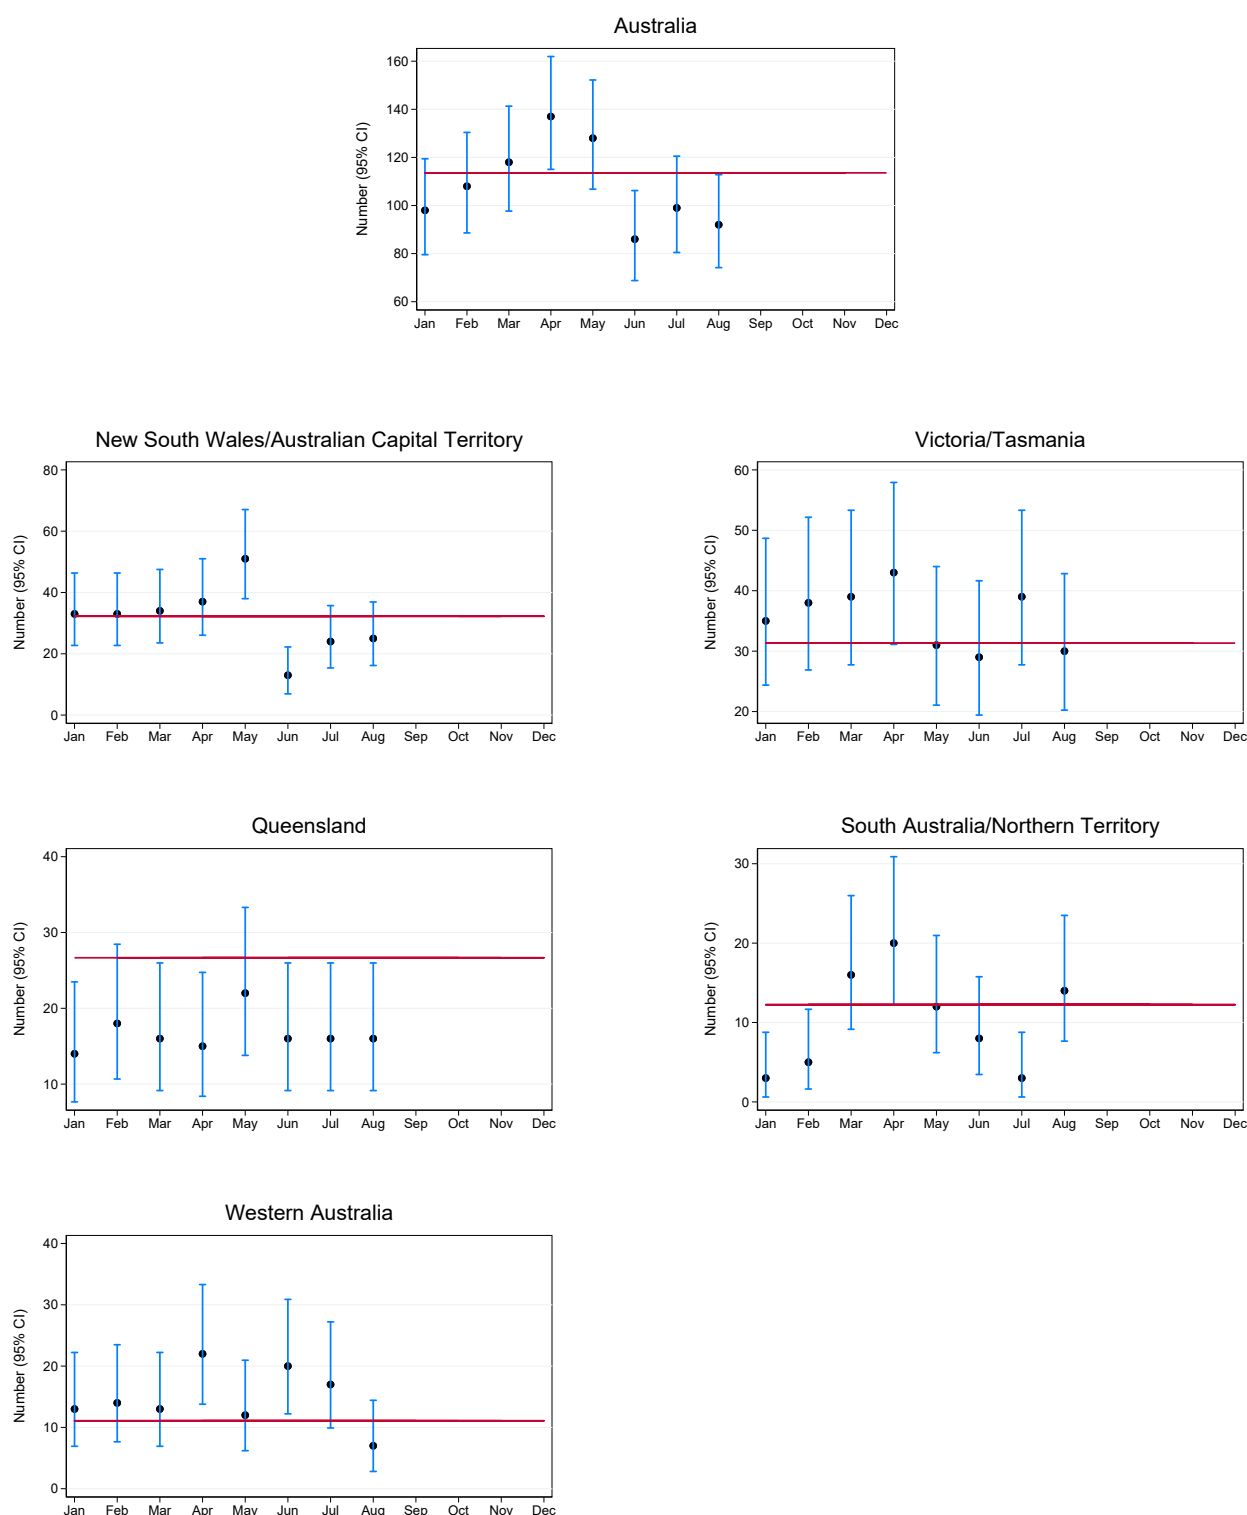 Australia
Number (95% CI)
160
140
120
100
80
60
Jan Feb Mar Apr May Jun Jul Aug Sep Oct Nov Dec
New South Wales/Australian Capital Territory
Number (95% CI)
80
60
40
20
0
Jan Feb Mar Apr May Jun Jul Aug Sep Oct Nov Dec
Victoria/Tasmania
Number (95% CI)
60
50
40
30
20
Jan Feb Mar Apr May Jun Jul Aug Sep Oct Nov Dec
Queensland
Number (95% CI)
40
30
20
10
Jan Feb Mar Apr May Jun Jul Aug Sep Oct Nov Dec
South Australia/Northern Territory
Number (95% CI)
30
20
10
0
Jan Feb Mar Apr May Jun Jul Aug Sep Oct Nov Dec
Western Australia
Number (95% CI)
40
30
20
10
0
Jan Feb Mar Apr May Jun Jul Aug Sep Oct Nov Dec